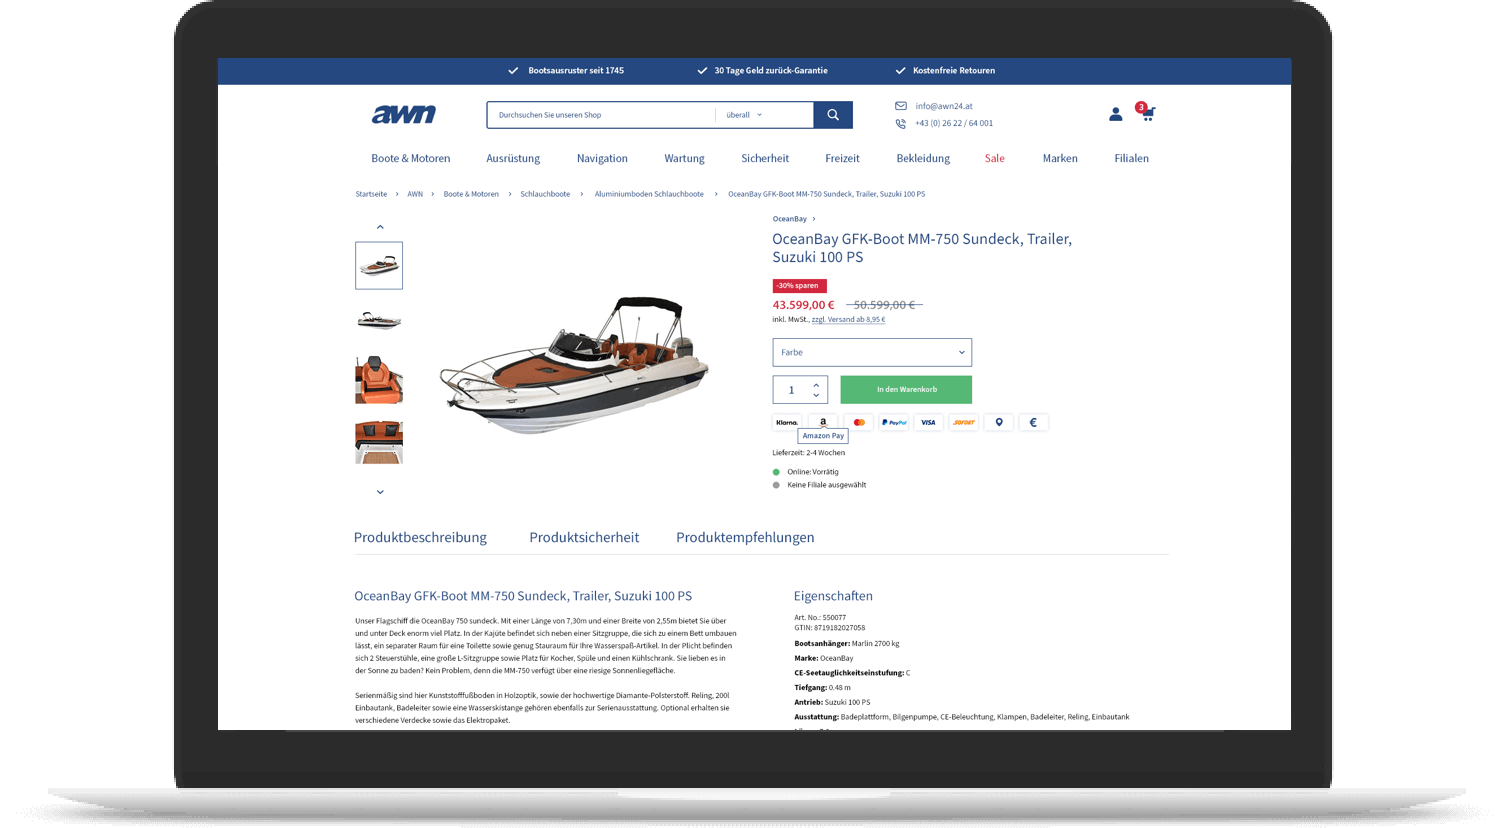 Bootsausruster seit 1745
30 Tage Geld zurück-Garantie
Kostenfreie Retouren
awn
Durchsuchen Sie unseren Shop
überall
info@awn24.at
+43 (0) 26 22 / 64 001
3
Boote & Motoren
Ausrüstung
Navigation
Wartung
Sicherheit
Freizeit
Bekleidung
Sale
Marken
Filialen
Startseite > AWN > Boote & Motoren > Schlauchboote > Aluminiumboden Schlauchboote > OceanBay GFK-Boot MM-750 Sundeck, Trailer, Suzuki 100 PS
OceanBay >
OceanBay GFK-Boot MM-750 Sundeck, Trailer,
Suzuki 100 PS
-30% sparen
43.599,00 € 50.599,00 €
inkl. MwSt., zzgl. Versand ab 8,95 €
Farbe
1
In den Warenkorb
Klarna.
a
PayPal
VISA
SOFORT
€
Amazon Pay
Lieferzeit: 2-4 Wochen
Online: Vorrätig
Keine Filiale ausgewählt
Produktbeschreibung
Produktsicherheit
Produktempfehlungen
OceanBay GFK-Boot MM-750 Sundeck, Trailer, Suzuki 100 PS
Unser Flagschiff die OceanBay 750 sundeck. Mit einer Länge von 7,30m und einer Breite von 2,55m bietet Sie über
und unter Deck enorm viel Platz. In der Kajüte befindet sich neben einer Sitzgruppe, die sich zu einem Bett umbauen
lässt, ein separater Raum für eine Toilette sowie genug Stauraum für Ihre Wasserspaß-Artikel. In der Plicht befinden
sich 2 Steuerstühle, eine große L-Sitzgruppe sowie Platz für Kocher, Spüle und einen Kühlschrank. Sie lieben es in
der Sonne zu baden? Kein Problem, denn die MM-750 verfügt über eine riesige Sonnenliegefläche.
Serienmäßig sind hier Kunststofffußboden in Holzoptik, sowie der hochwertige Diamante-Polsterstoff. Reling, 200l
Einbautank, Badeleiter sowie eine Wasserskistange gehören ebenfalls zur Serienausstattung. Optional erhalten sie
verschiedene Verdecke sowie das Elektropaket.
Eigenschaften
Art. No.: 550077
GTIN: 8719182027058
Bootsanhänger: Marlin 2700 kg
Marke: OceanBay
CE-Seetauglichkeitseinstufung: C
Tiefgang: 0.48 m
Antrieb: Suzuki 100 PS
Ausstattung: Badeplattform, Bilgenpumpe, CE-Beleuchtung, Klampen, Badeleiter, Reling, Einbautank